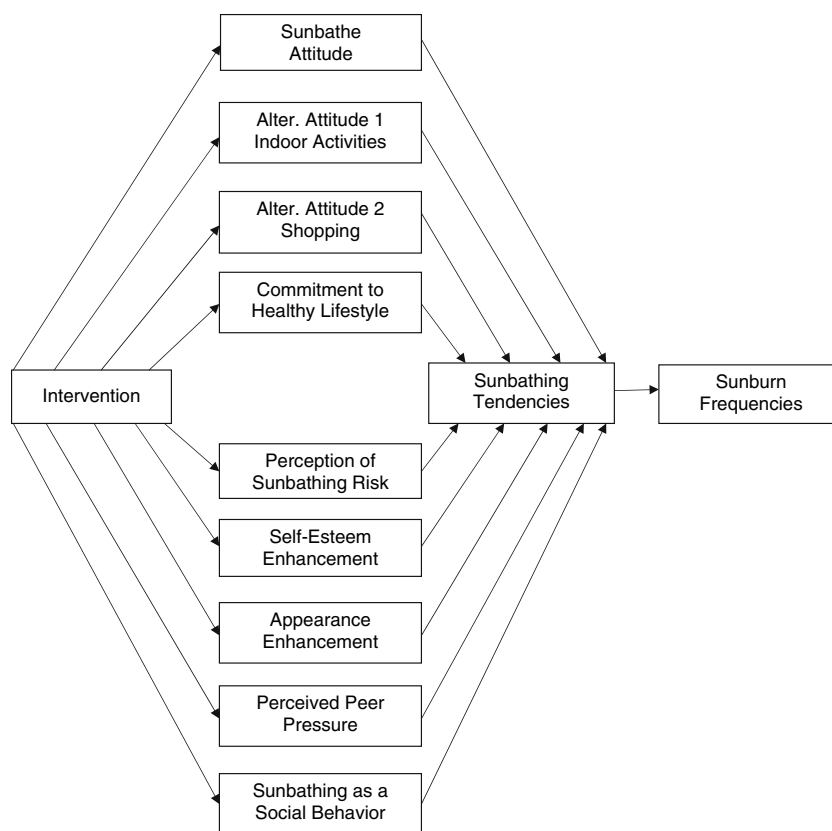 Sunbathe
Attitude
Alter. Attitude 1
Indoor Activities
Alter. Attitude 2
Shopping
Commitment to
Healthy Lifestyle
Intervention
Sunbathing
Tendencies
Sunburn
Frequencies
Perception of
Sunbathing Risk
Self-Esteem
Enhancement
Appearance
Enhancement
Perceived Peer
Pressure
Sunbathing as a
Social Behavior